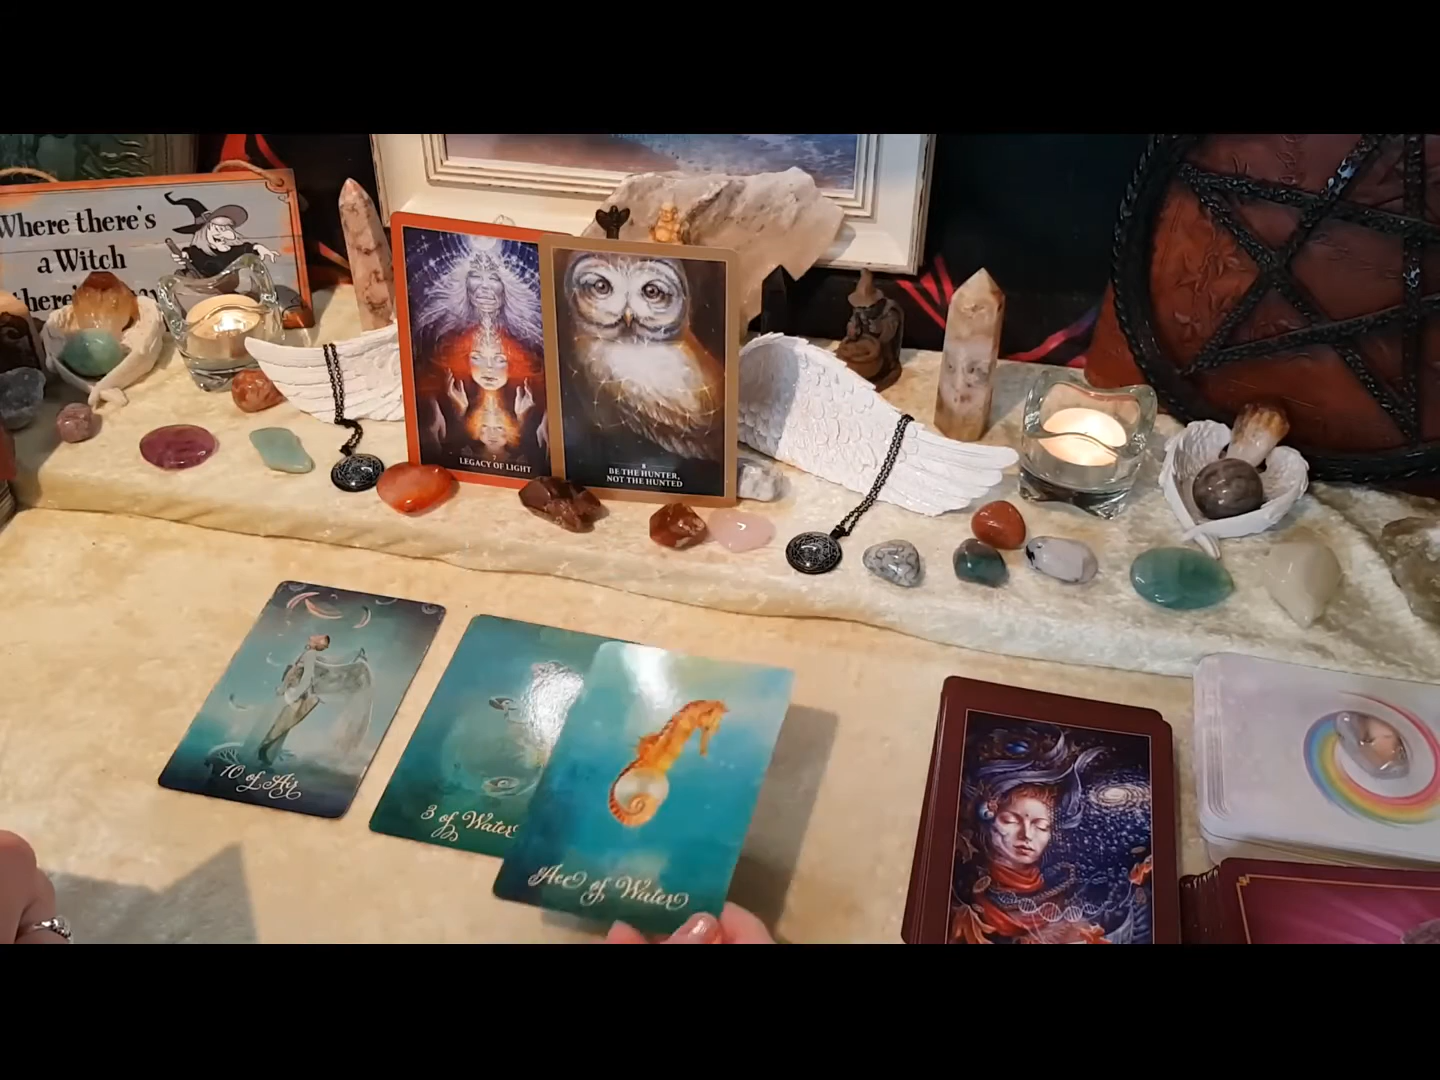 Where there's
a Witch
there's
7
LEGACY OF LIGHT
8
BE THE HUNTER,
NOT THE HUNTED
10 of Air
3 of Water
Ace of Water